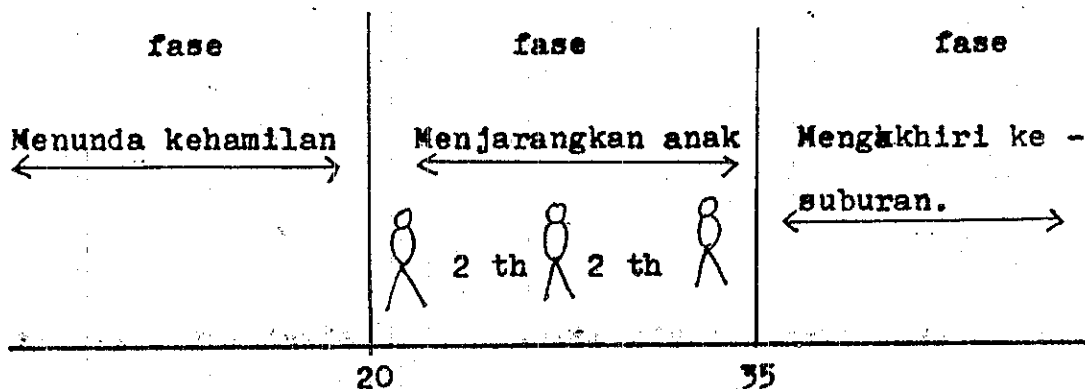 fase fase fase
Menunda kehamilan Menjarangkan anak Mengakhiri ke -
suburan.
2 th 2 th
20 35